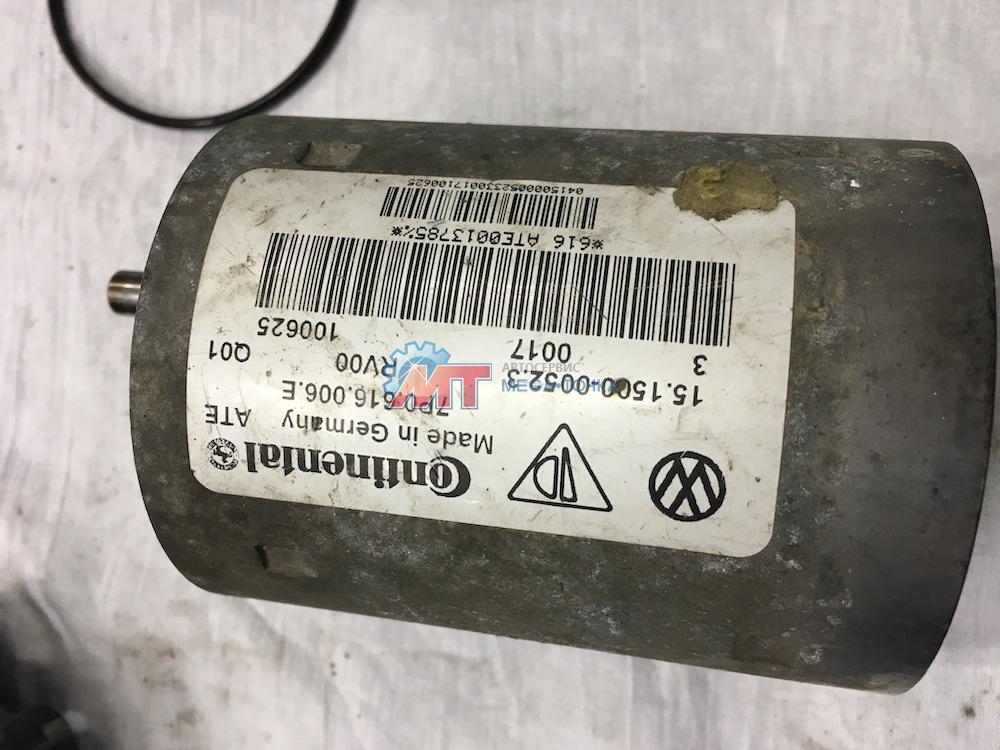 Continental
Made in Germany ATE
7P0.616.006.E
15.1500-0052.3 RV00 Q01
3 0017 100625
*616 ATE0013785%*
0415000052330017100625
МТ
АВТОСЕРВИС